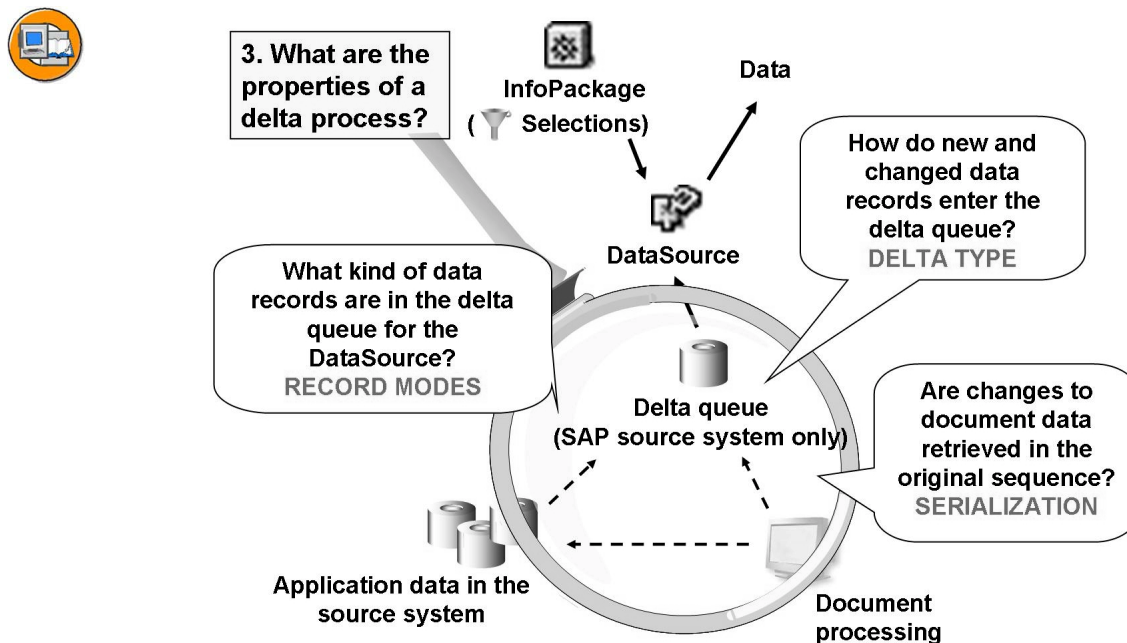 3. What are the
properties of a
delta process?
InfoPackage
( Selections)
Data
How do new and
changed data
records enter the
delta queue?
DELTA TYPE
DataSource
What kind of data
records are in the delta
queue for the
DataSource?
RECORD MODES
Delta queue
(SAP source system only)
Are changes to
document data
retrieved in the
original sequence?
SERIALIZATION
Application data in the
source system
Document
processing